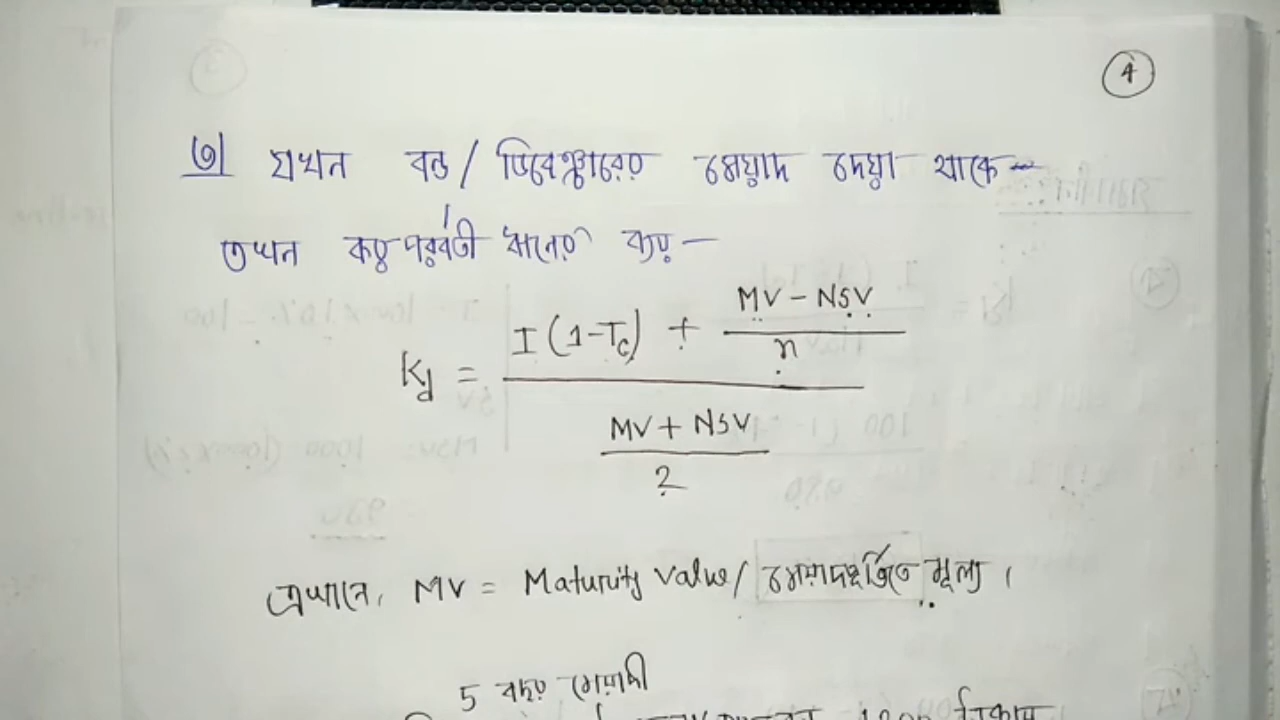 4
৩| যখন বন্ড / ডিবেঞ্চারের মেয়াদ দেয়া থাকে—
তখন কর পরবর্তী ঋণের ব্যয় —
Kd = (I (1-Tc) + (MV - NSV)/n) / ((MV + NSV)/2)
এখানে, MV = Maturity Value / মেয়াদপূর্তিতে মূল্য।
5 বছর মেয়াদী